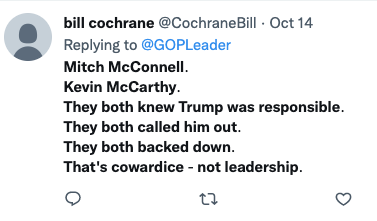 bill cochrane @CochraneBill · Oct 14
Replying to @GOPLeader
Mitch McConnell.
Kevin McCarthy.
They both knew Trump was responsible.
They both called him out.
They both backed down.
That's cowardice - not leadership.